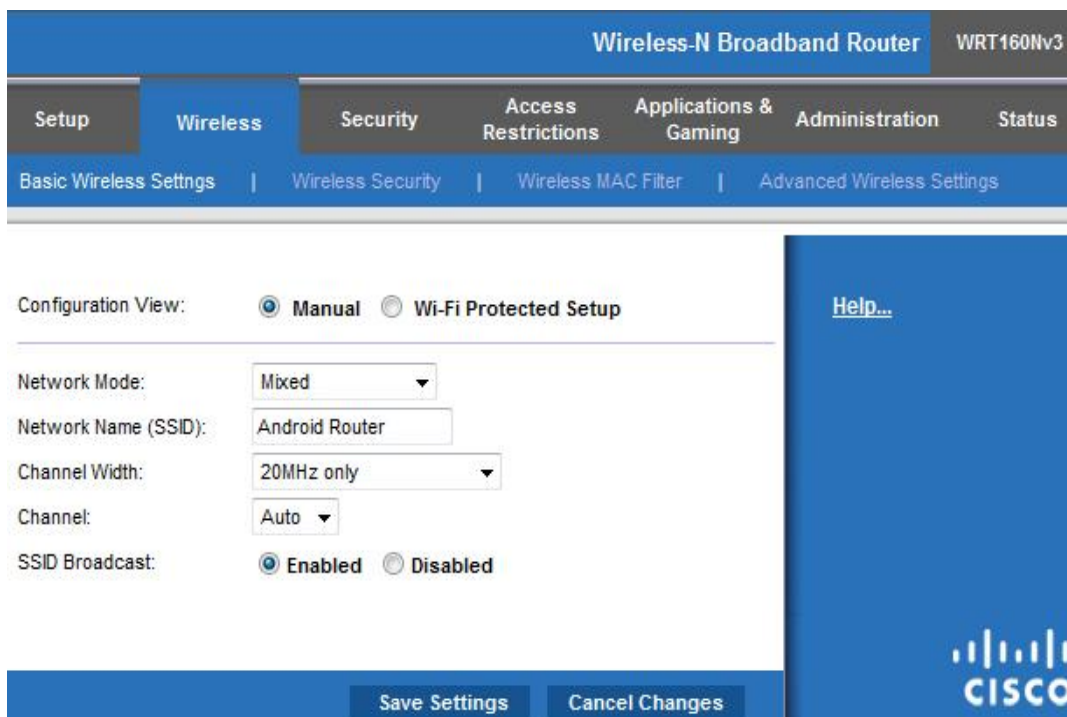 Wireless-N Broadband Router WRT160Nv3
Setup Wireless Security Access Restrictions Applications & Gaming Administration Status
Basic Wireless Settngs | Wireless Security | Wireless MAC Filter | Advanced Wireless Settings
Configuration View: Manual Wi-Fi Protected Setup
Help...
Network Mode: Mixed
Network Name (SSID): Android Router
Channel Width: 20MHz only
Channel: Auto
SSID Broadcast: Enabled Disabled
Save Settings Cancel Changes
CISCO